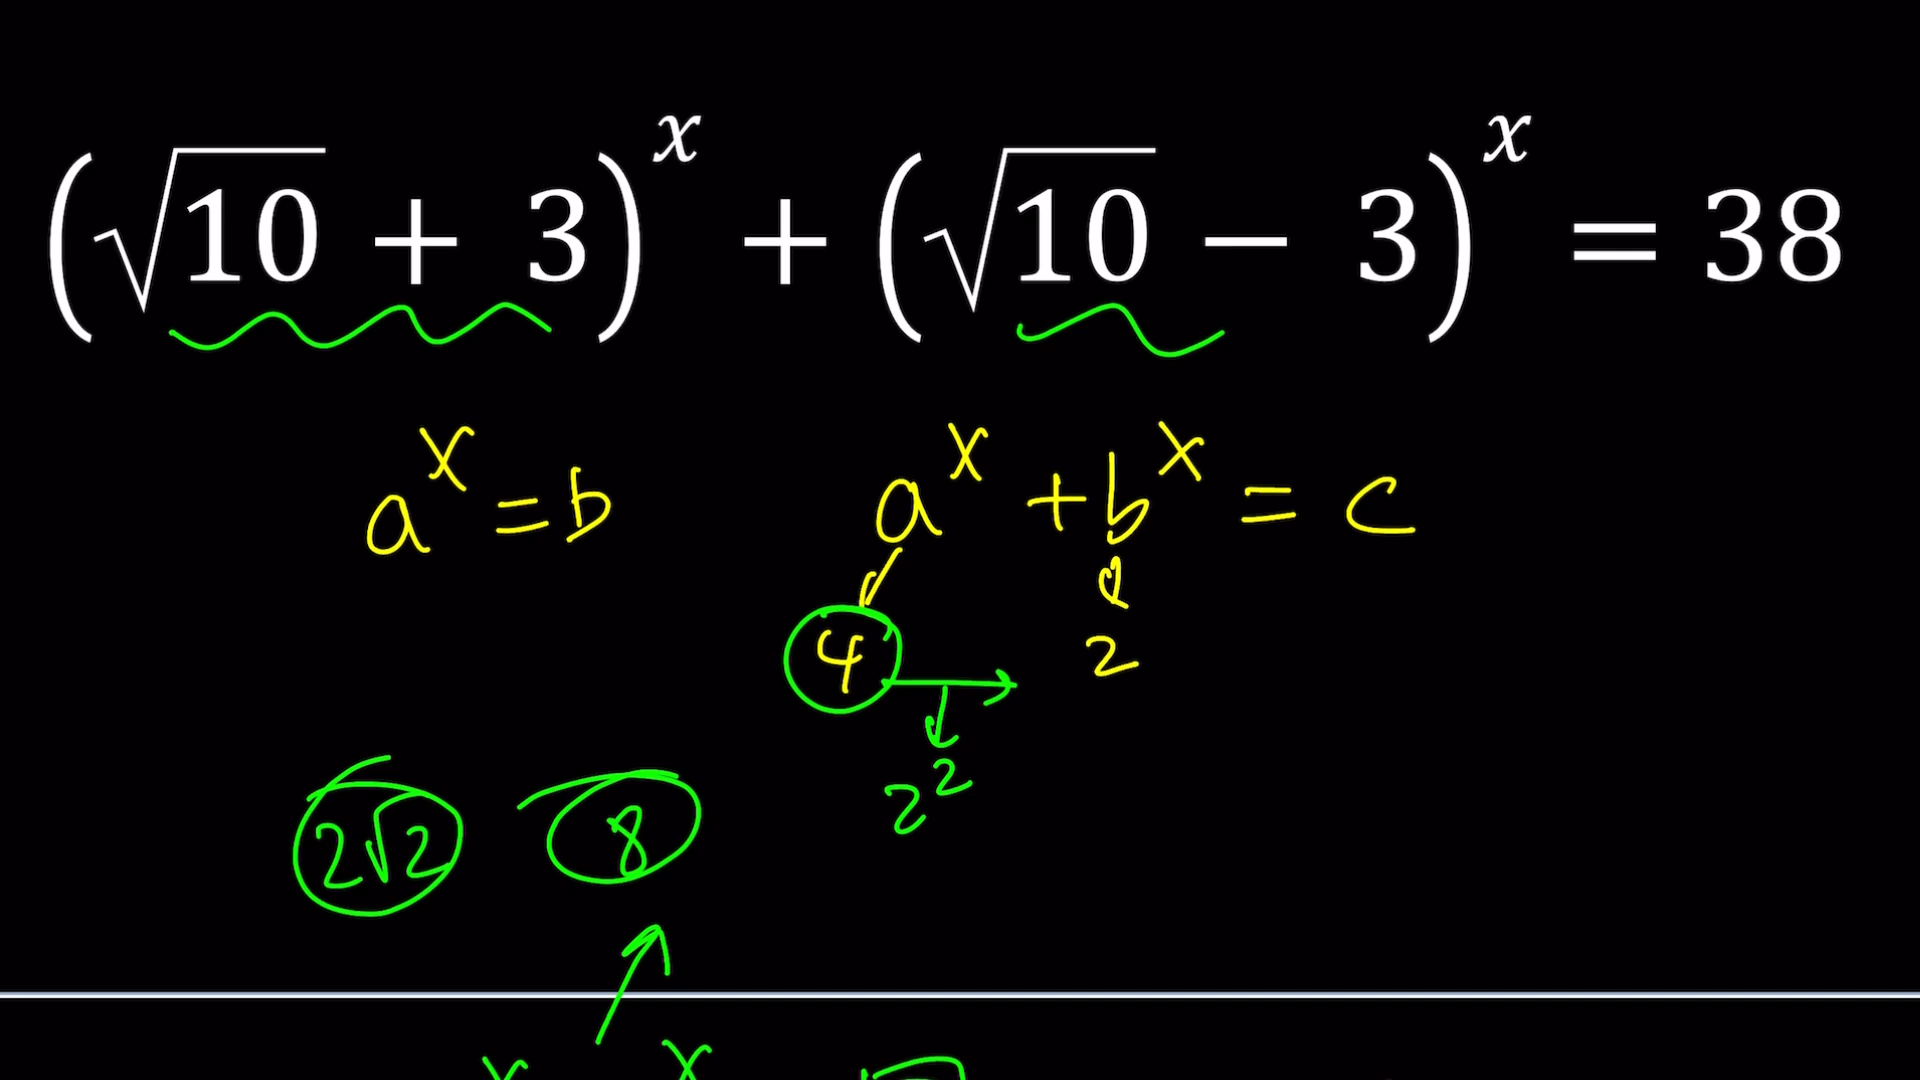 (√10 + 3)^x + (√10 − 3)^x = 38
a^x = b a^x + b^x = c
4 2
2^2
2√2 8
x x